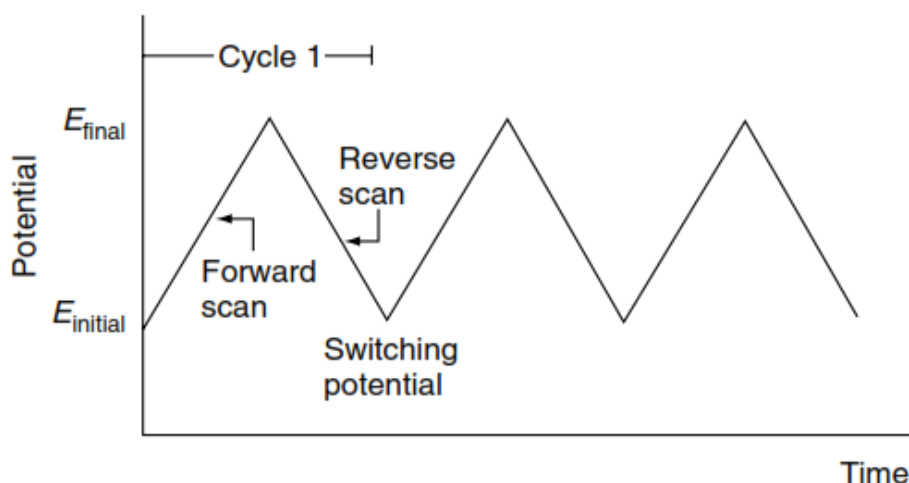 Cycle 1
E_final
Reverse
scan
Potential
Forward
scan
E_initial
Switching
potential
Time